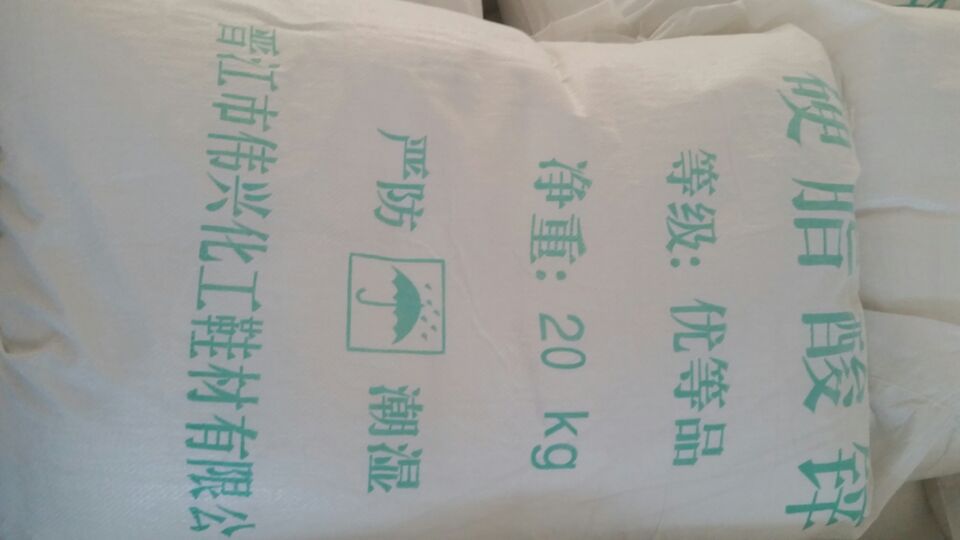 硬脂酸锌
等级:优等品
净重:20 kg
严防潮湿
晋江市伟兴化工鞋材有限公